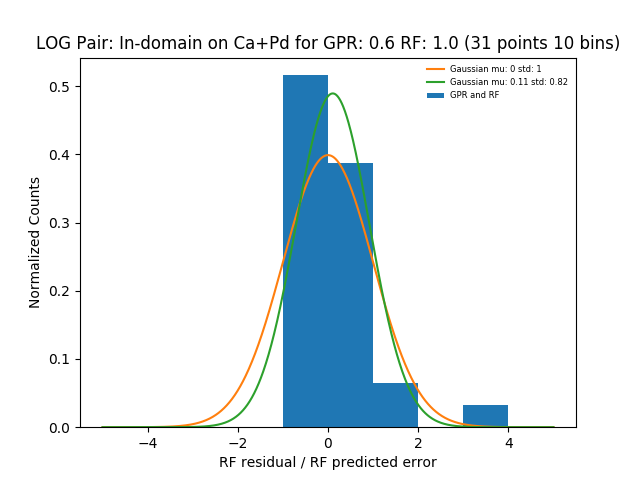 LOG Pair: In-domain on Ca+Pd for GPR: 0.6 RF: 1.0 (31 points 10 bins)
Gaussian mu: 0 std: 1
Gaussian mu: 0.11 std: 0.82
GPR and RF
Normalized Counts
0.5
0.4
0.3
0.2
0.1
0.0
−4
−2
0
2
4
RF residual / RF predicted error